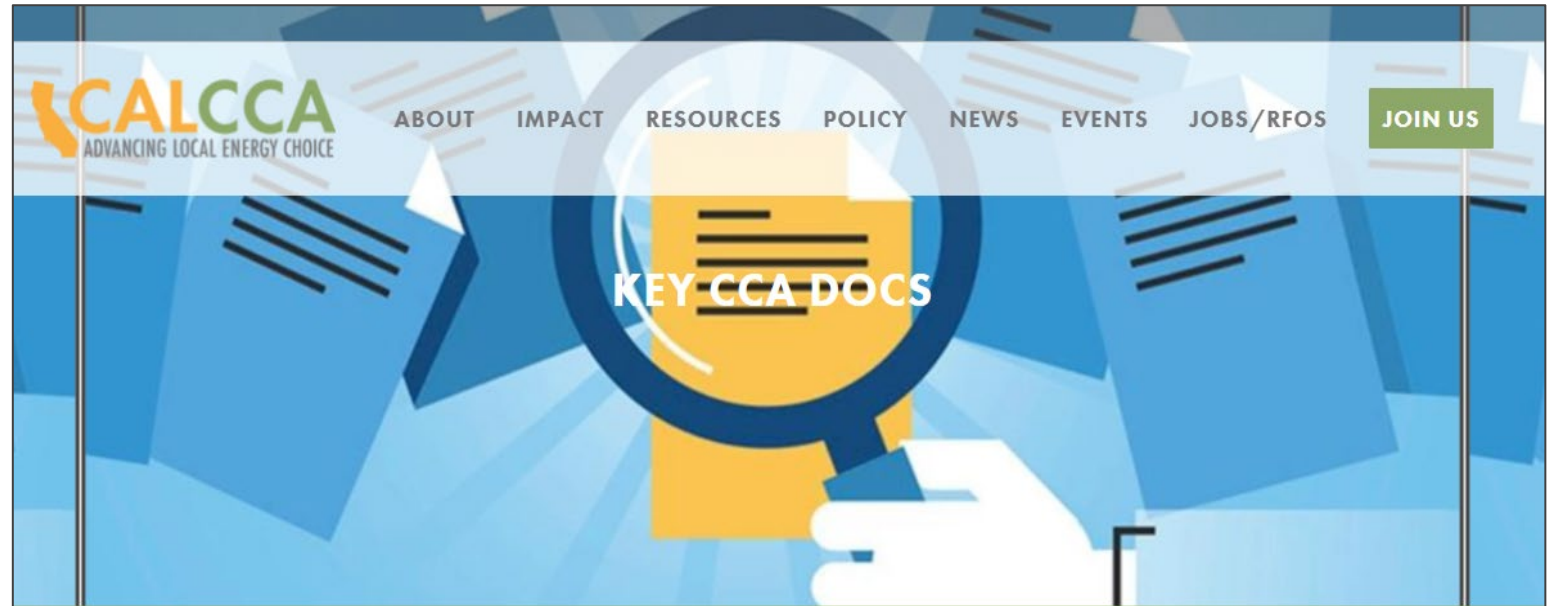 CALCCA
ADVANCING LOCAL ENERGY CHOICE
ABOUT IMPACT RESOURCES POLICY NEWS EVENTS JOBS/RFOS JOIN US
KEY CCA DOCS